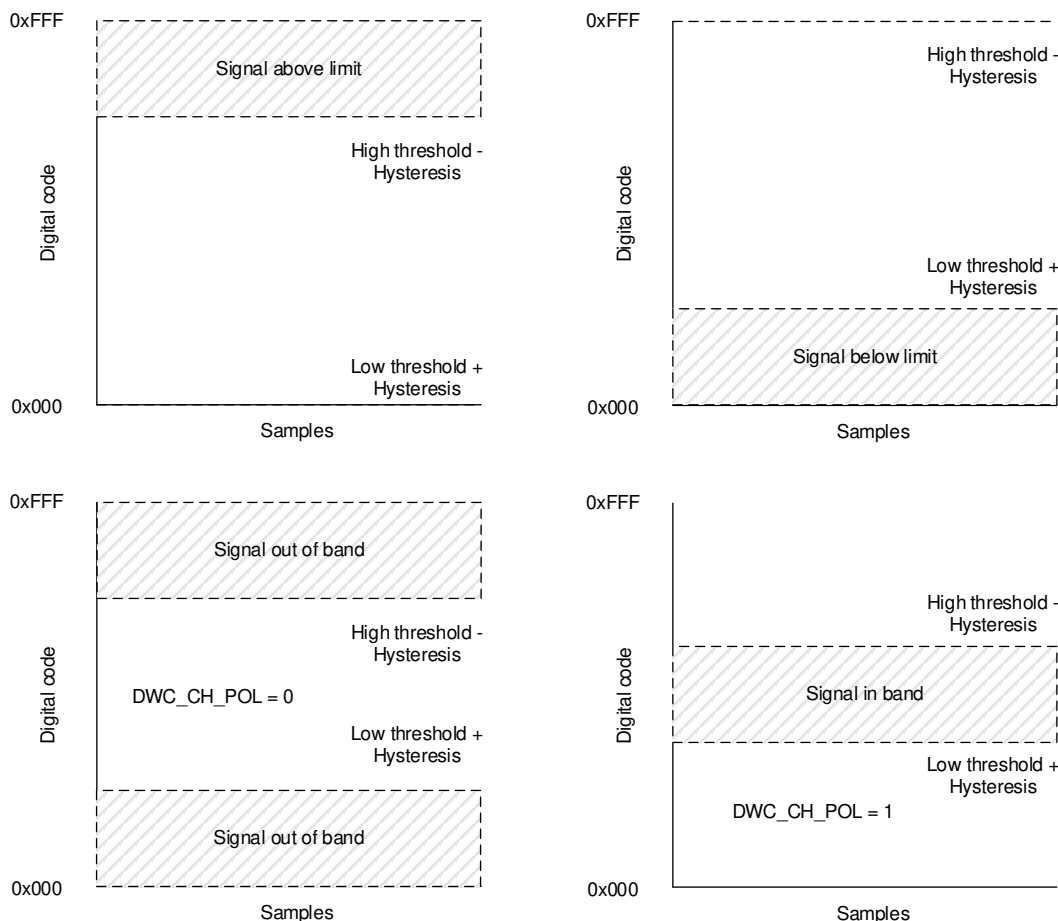 0xFFF
Signal above limit
High threshold -
Hysteresis
Digital code
Low threshold +
Hysteresis
0x000
Samples
High threshold -
Hysteresis
Digital code
Low threshold +
Hysteresis
Signal below limit
0xFFF
0x000
Samples
0xFFF
Signal out of band
High threshold -
Hysteresis
Digital code
DWC_CH_POL = 0
Low threshold +
Hysteresis
Signal out of band
0x000
Samples
0xFFF
High threshold -
Hysteresis
Digital code
Signal in band
Low threshold +
Hysteresis
DWC_CH_POL = 1
0x000
Samples